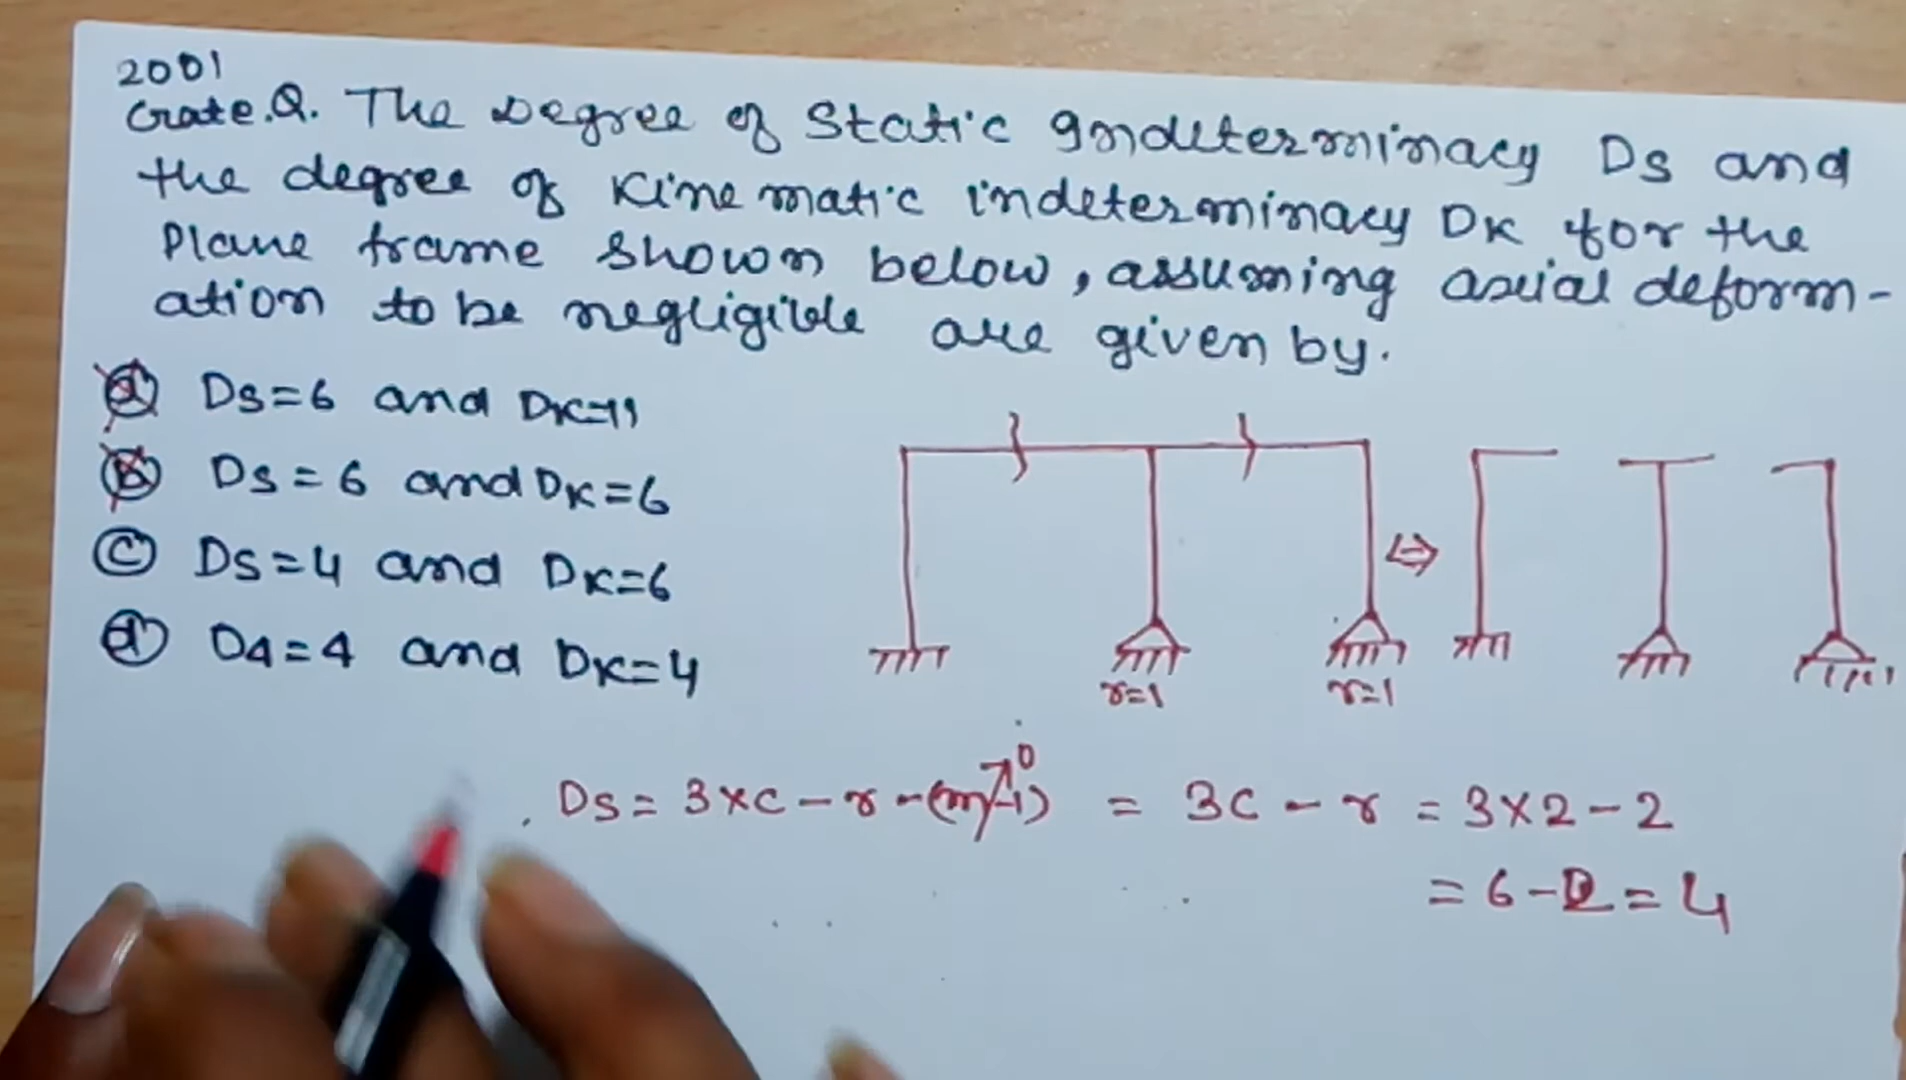 2001
Gate.Q. The Degree of Static Indeterminacy Ds and
the degree of Kinematic indeterminacy DK for the
Plane frame shown below, assuming axial deform-
ation to be negligible are given by.
(a) Ds=6 and DK=11
(b) Ds=6 and DK=6
(c) Ds=4 and DK=6
(d) Ds=4 and DK=4
r=1 r=1
Ds = 3×c - r - (m-1) 0 = 3c - r = 3×2-2
= 6-2 = 4